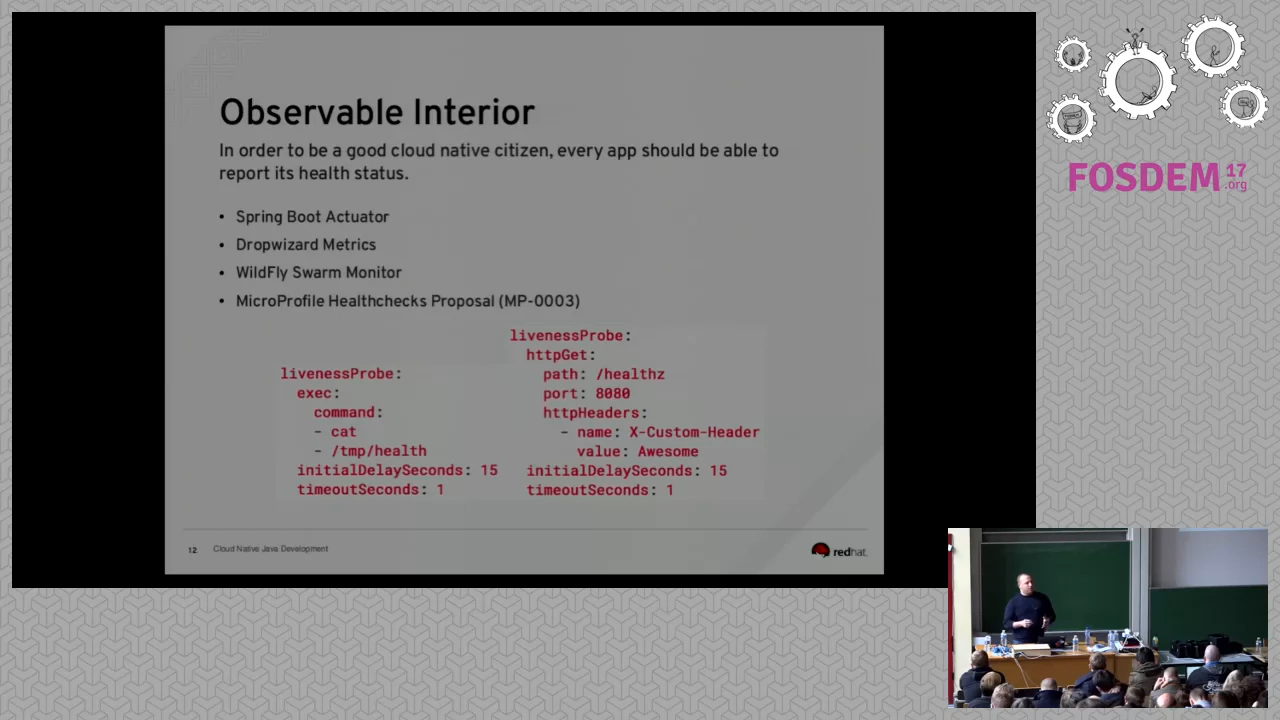 Observable Interior
In order to be a good cloud native citizen, every app should be able to
report its health status.
• Spring Boot Actuator
• Dropwizard Metrics
• WildFly Swarm Monitor
• MicroProfile Healthchecks Proposal (MP-0003)
livenessProbe:
exec:
command:
- cat
- /tmp/health
initialDelaySeconds: 15
timeoutSeconds: 1
livenessProbe:
httpGet:
path: /healthz
port: 8080
httpHeaders:
- name: X-Custom-Header
value: Awesome
initialDelaySeconds: 15
timeoutSeconds: 1
12 Cloud Native Java Development
redhat.
FOSDEM 17
.org